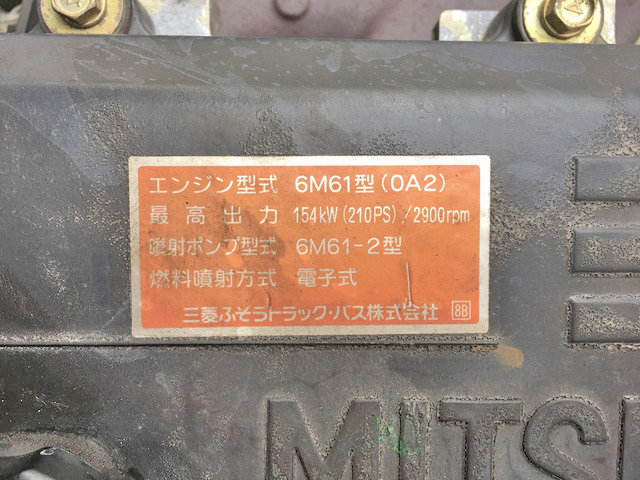 エンジン型式 6M61型(0A2)
最高出力 154kW(210PS)/2900rpm
噴射ポンプ型式 6M61-2型
燃料噴射方式 電子式
三菱ふそうトラック・バス株式会社 8B
MITS